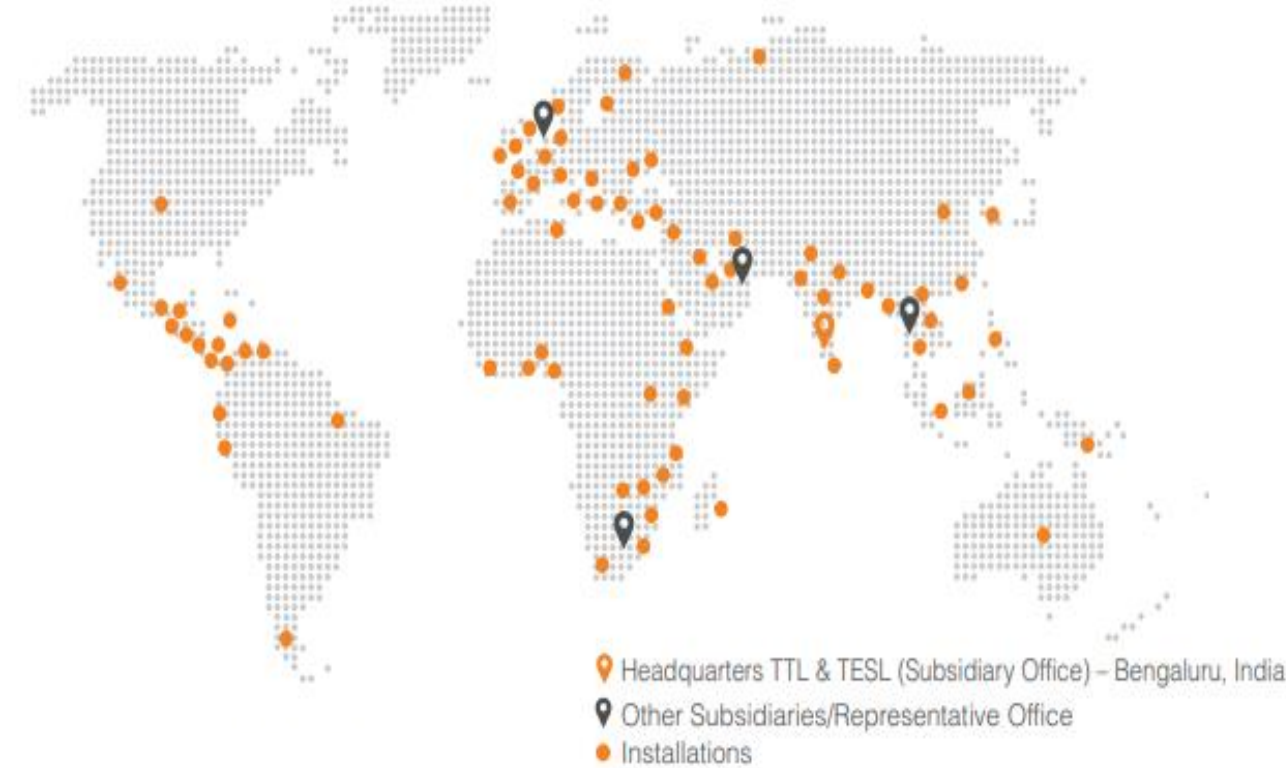 Headquarters TTL & TESL (Subsidiary Office) – Bengaluru, India
Other Subsidiaries/Representative Office
Installations